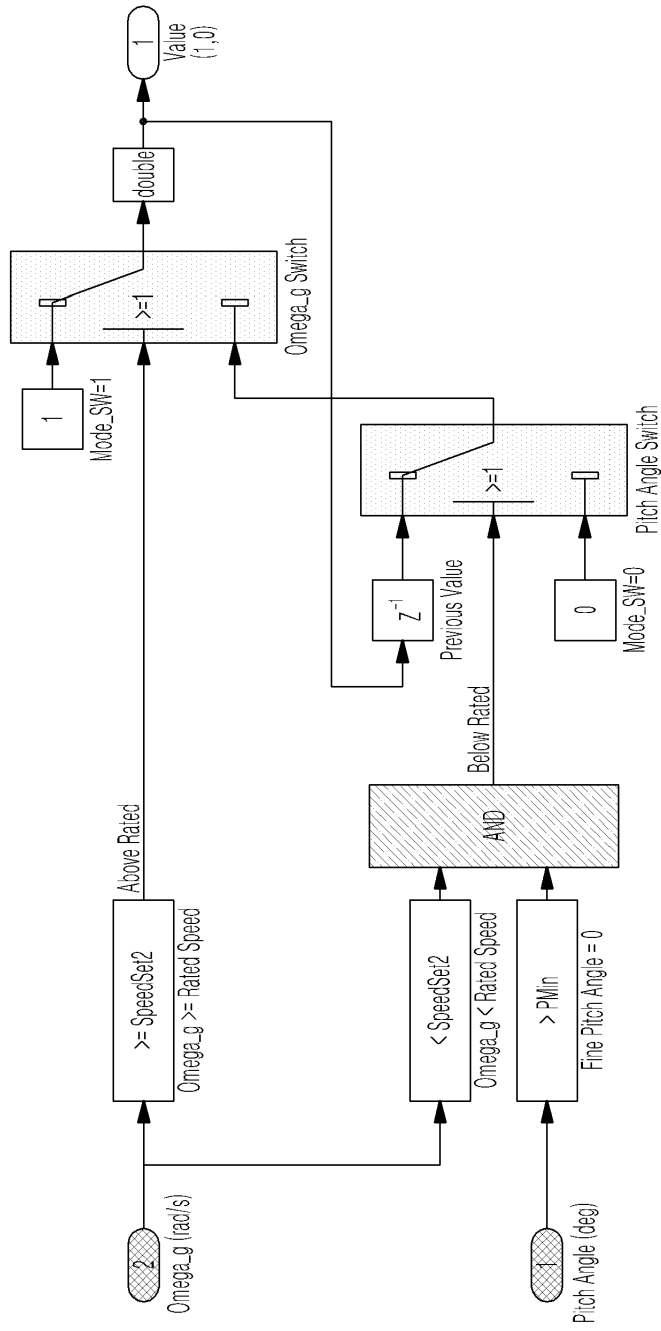 2
Omega_g (rad/s)
>= SpeedSet2
Omega_g >= Rated Speed
Above Rated
1
Mode_SW=1
>=1
Omega_g Switch
double
1
Value
(1,0)
< SpeedSet2
Omega_g < Rated Speed
1
Pitch Angle (deg)
> PMin
Fine Pitch Angle = 0
AND
Below Rated
Z⁻¹
Previous Value
0
Mode_SW=0
>=1
Pitch Angle Switch